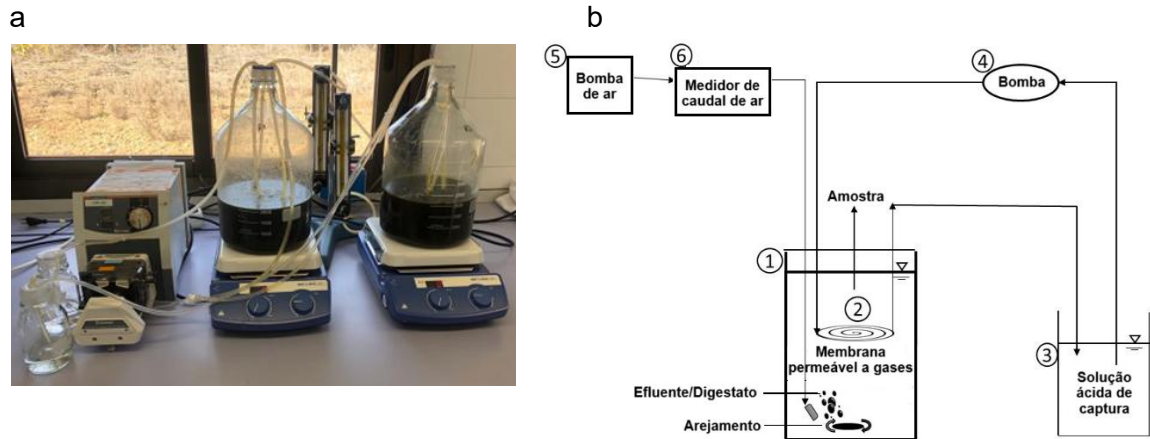 a
b
⑤
⑥
④
Bomba
de ar
Medidor de
caudal de ar
Bomba
Amostra
①
②
③
Membrana
permeável a gases
Solução
ácida de
captura
Efluente/Digestato
Arejamento